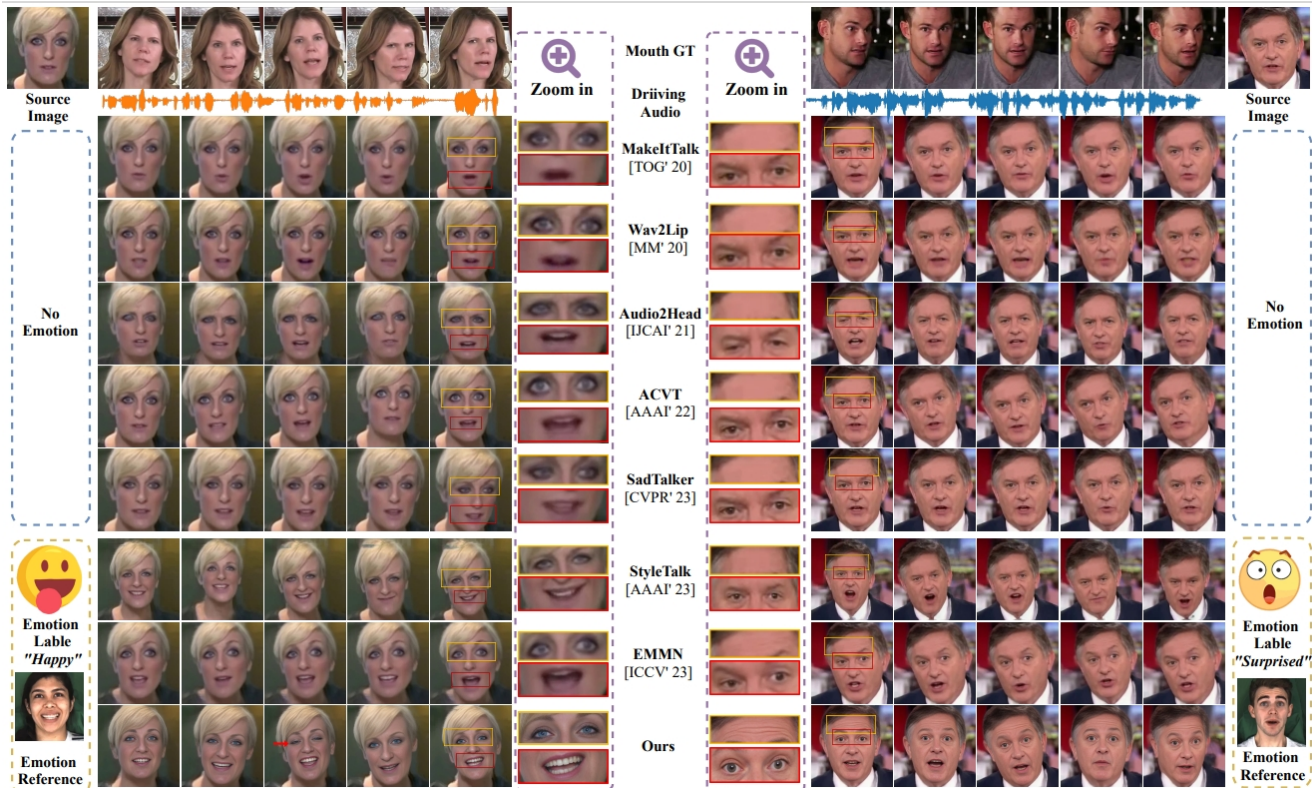 Source
Image
Zoom in
Mouth GT
Driiving
Audio
Zoom in
Source
Image
MakeItTalk
[TOG' 20]
Wav2Lip
[MM' 20]
No
Emotion
Audio2Head
[IJCAI' 21]
No
Emotion
ACVT
[AAAI' 22]
SadTalker
[CVPR' 23]
StyleTalk
[AAAI' 23]
Emotion
Lable
"Happy"
Emotion
Lable
"Surprised"
EMMN
[ICCV' 23]
Ours
Emotion
Reference
Emotion
Reference